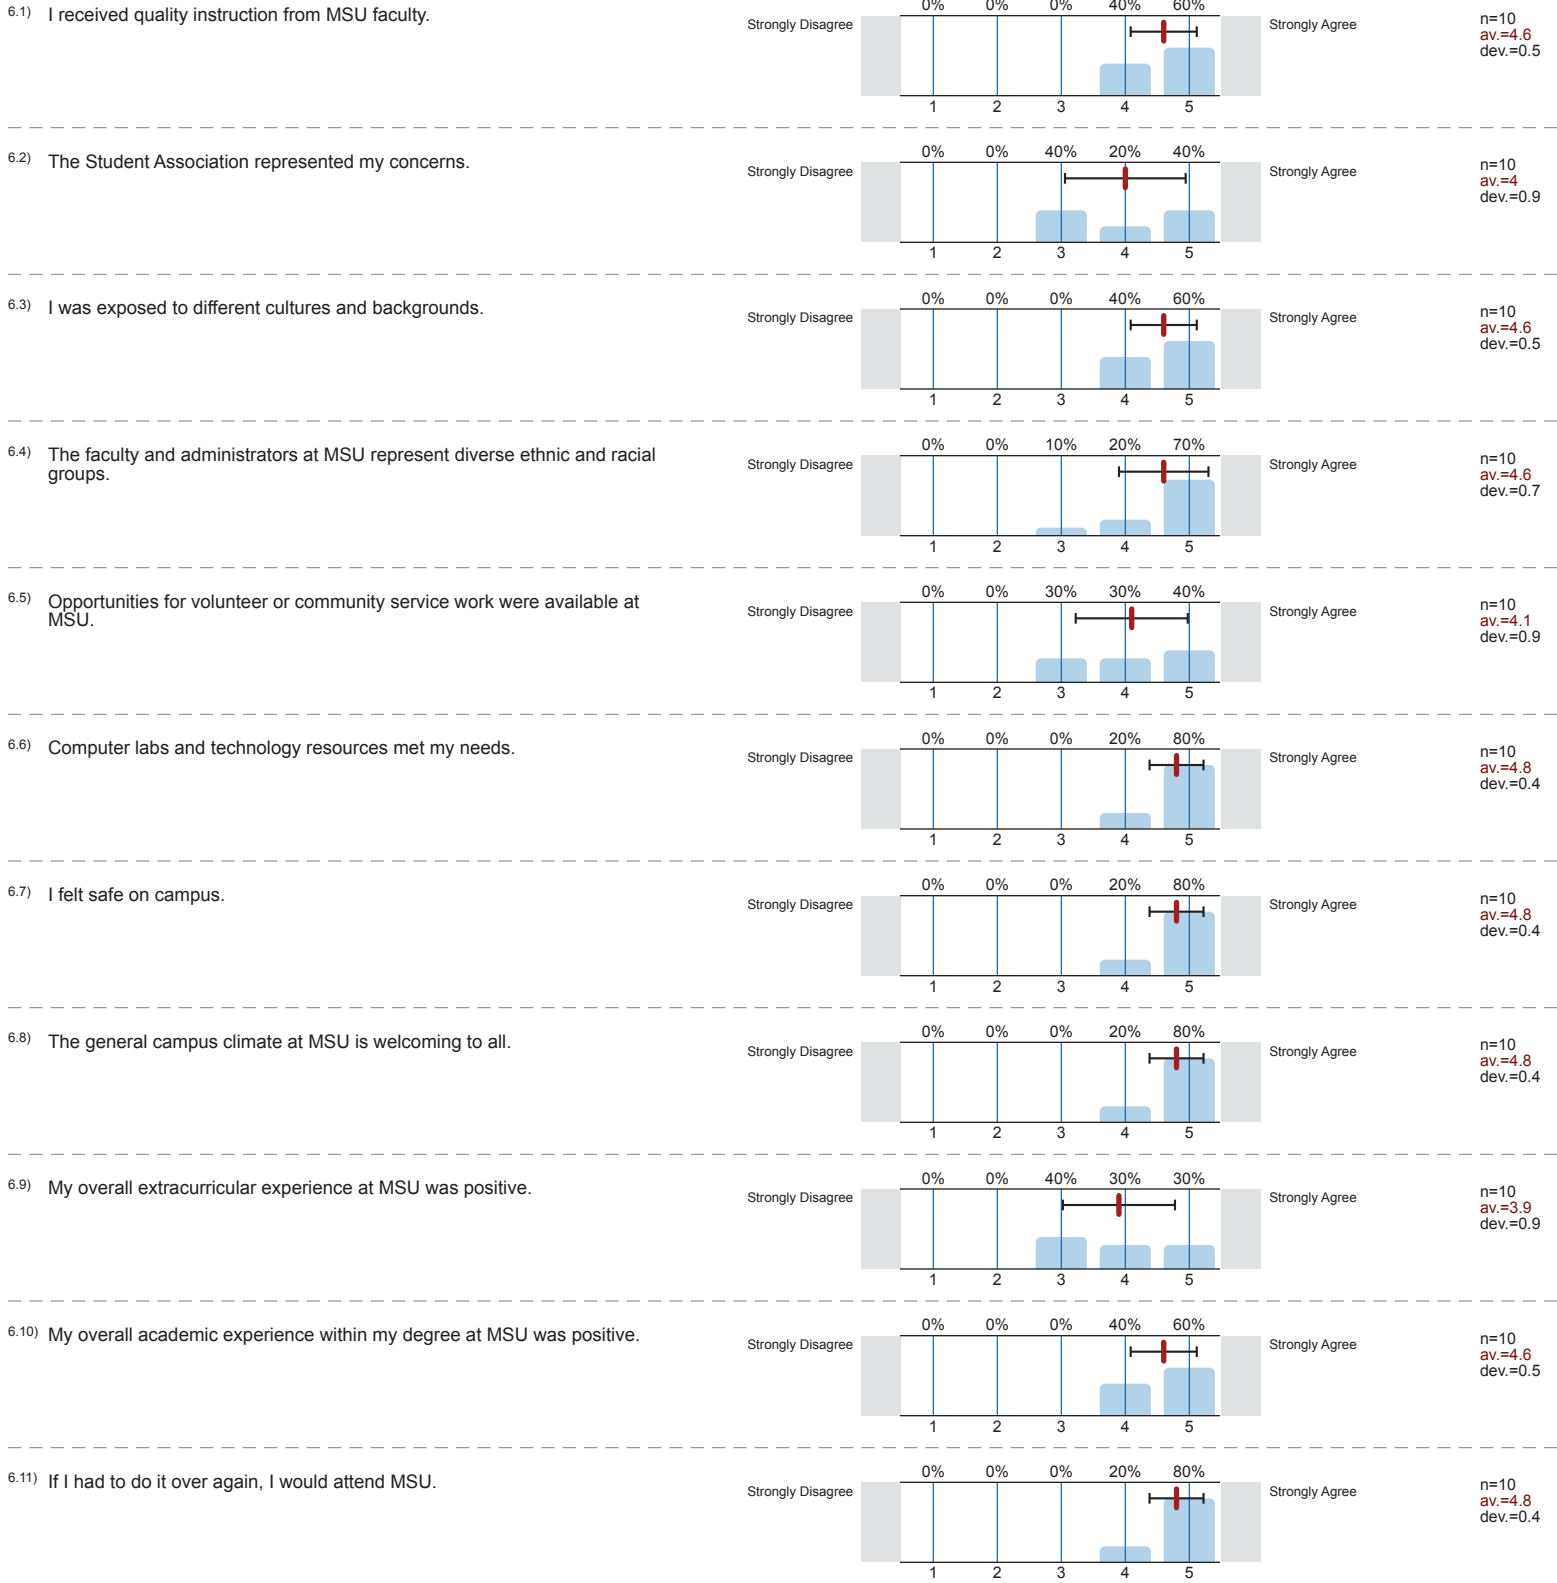 6.1) I received quality instruction from MSU faculty.
0% 0% 0% 40% 60%
Strongly Disagree Strongly Agree
n=10
av.=4.6
dev.=0.5
1 2 3 4 5
6.2) The Student Association represented my concerns.
0% 0% 40% 20% 40%
Strongly Disagree Strongly Agree
n=10
av.=4
dev.=0.9
1 2 3 4 5
6.3) I was exposed to different cultures and backgrounds.
0% 0% 0% 40% 60%
Strongly Disagree Strongly Agree
n=10
av.=4.6
dev.=0.5
1 2 3 4 5
6.4) The faculty and administrators at MSU represent diverse ethnic and racial
groups.
0% 0% 10% 20% 70%
Strongly Disagree Strongly Agree
n=10
av.=4.6
dev.=0.7
1 2 3 4 5
6.5) Opportunities for volunteer or community service work were available at
MSU.
0% 0% 30% 30% 40%
Strongly Disagree Strongly Agree
n=10
av.=4.1
dev.=0.9
1 2 3 4 5
6.6) Computer labs and technology resources met my needs.
0% 0% 0% 20% 80%
Strongly Disagree Strongly Agree
n=10
av.=4.8
dev.=0.4
1 2 3 4 5
6.7) I felt safe on campus.
0% 0% 0% 20% 80%
Strongly Disagree Strongly Agree
n=10
av.=4.8
dev.=0.4
1 2 3 4 5
6.8) The general campus climate at MSU is welcoming to all.
0% 0% 0% 20% 80%
Strongly Disagree Strongly Agree
n=10
av.=4.8
dev.=0.4
1 2 3 4 5
6.9) My overall extracurricular experience at MSU was positive.
0% 0% 40% 30% 30%
Strongly Disagree Strongly Agree
n=10
av.=3.9
dev.=0.9
1 2 3 4 5
6.10) My overall academic experience within my degree at MSU was positive.
0% 0% 0% 40% 60%
Strongly Disagree Strongly Agree
n=10
av.=4.6
dev.=0.5
1 2 3 4 5
6.11) If I had to do it over again, I would attend MSU.
0% 0% 0% 20% 80%
Strongly Disagree Strongly Agree
n=10
av.=4.8
dev.=0.4
1 2 3 4 5